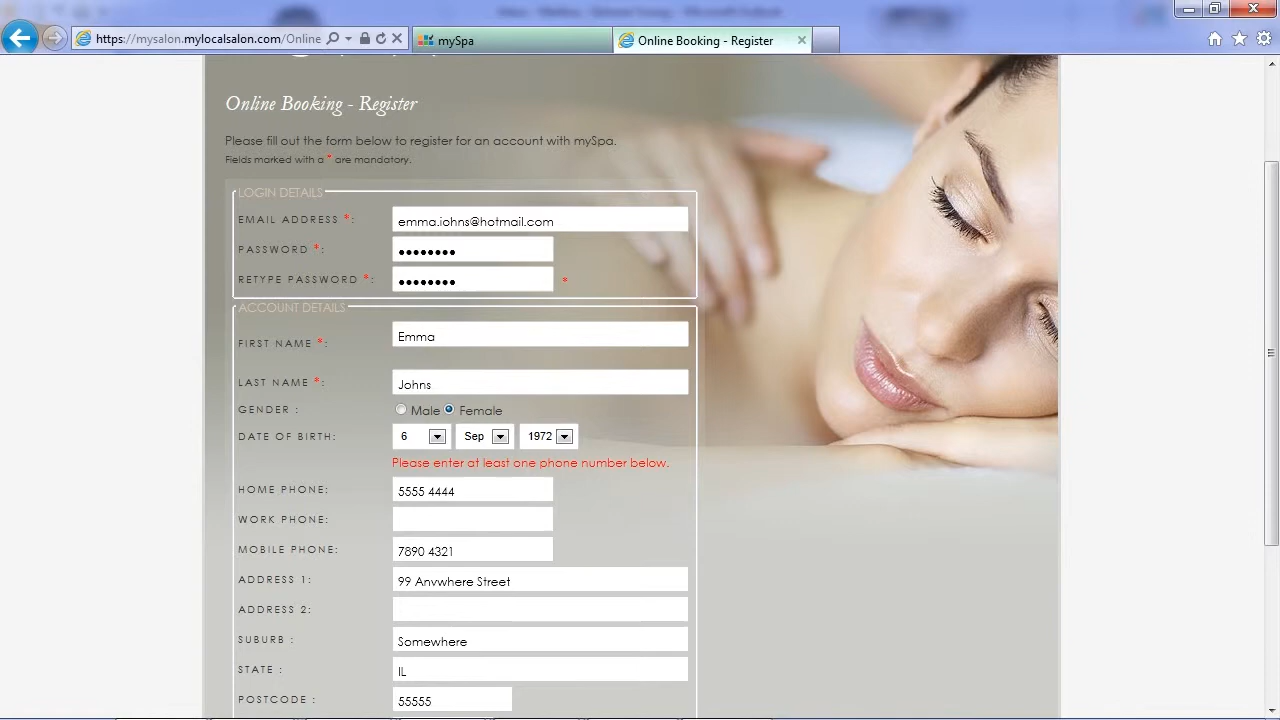 https://mysalon.mylocalsalon.com/Online
mySpa
Online Booking - Register
Online Booking - Register
Please fill out the form below to register for an account with mySpa.
Fields marked with a * are mandatory.
LOGIN DETAILS
EMAIL ADDRESS *: emma.johns@hotmail.com
PASSWORD *: ●●●●●●●●
RETYPE PASSWORD *: ●●●●●●●● *
ACCOUNT DETAILS
FIRST NAME *: Emma
LAST NAME *: Johns
GENDER : Male Female
DATE OF BIRTH: 6 Sep 1972
Please enter at least one phone number below.
HOME PHONE: 5555 4444
WORK PHONE:
MOBILE PHONE: 7890 4321
ADDRESS 1: 99 Anywhere Street
ADDRESS 2:
SUBURB : Somewhere
STATE : IL
POSTCODE : 55555